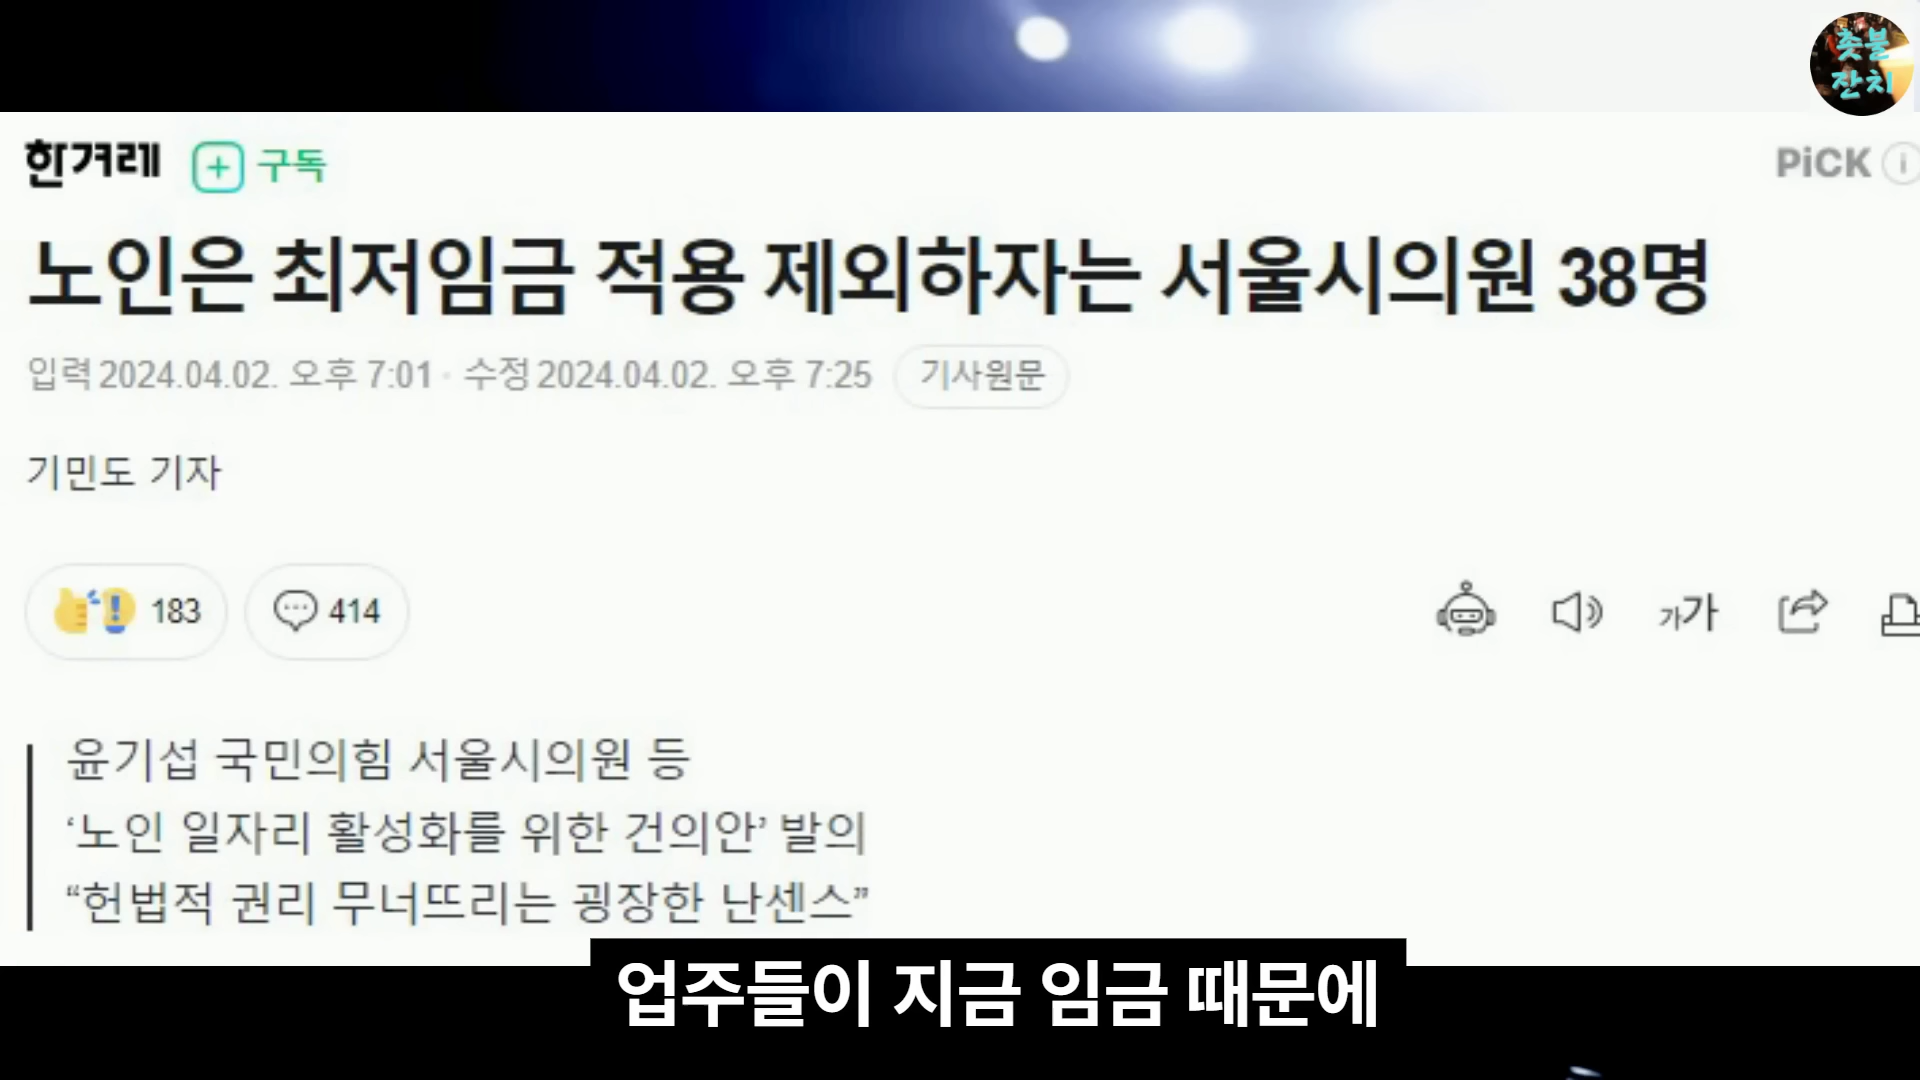 촛불
잔치
한겨레 구독 PiCK
노인은 최저임금 적용 제외하자는 서울시의원 38명
입력 2024.04.02. 오후 7:01 · 수정 2024.04.02. 오후 7:25 기사원문
기민도 기자
183 414 가가
윤기섭 국민의힘 서울시의원 등
‘노인 일자리 활성화를 위한 건의안’ 발의
“헌법적 권리 무너뜨리는 굉장한 난센스”
업주들이 지금 임금 때문에